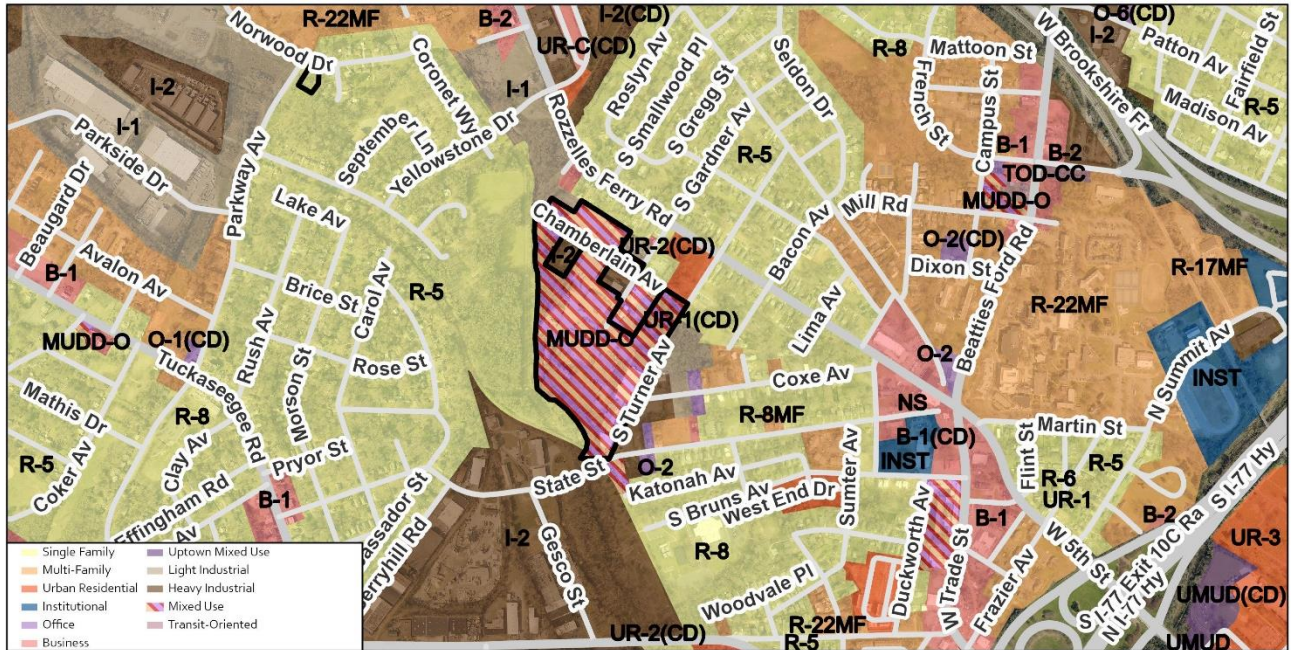 R-22MF
B-2
I-2(CD)
UR-C(CD)
O-6(CD)
I-2
W Brookshire Fr
Patton Av
Fairfield St
Norwood Dr
Coronet Wy
I-1
Roslyn Av
S Smallwood Pl
S Gregg St
Seldon Dr
R-8
Mattoon St
French St
Campus St
Madison Av
R-5
I-2
I-1
Parkside Dr
September Ln
Yellowstone Dr
Rozzelles Ferry Rd
S Gardner Av
R-5
B-1
B-2
TOD-CC
MUDD-O
Parkway Av
Lake Av
Beaugard Dr
Avalon Av
B-1
Chamberlain Av
I-2
UR-2(CD)
Bacon Av
Mill Rd
O-2(CD)
Dixon St
Beatties Ford Rd
R-17MF
R-22MF
Brice St
Carol Av
R-5
MUDD-O
O-1(CD)
Rush Av
MUDD-O
UR-1(CD)
Lima Av
O-2
N Summit Av
INST
Tuckaseegee Rd
Morson St
Rose St
S Turner Av
Coxe Av
R-8MF
NS
Mathis Dr
R-8
Clay Av
Pryor St
B-1(CD)
INST
Flint St
Martin St
R-5
R-6
UR-1
R-5
Coker Av
Effingham Rd
B-1
State St
O-2
Katonah Av
S Bruns Av
West End Dr
Sumter Av
Duckworth Av
W Trade St
B-1
B-2
S I-77 Hy
Av
erryhill Rd
I-2
Gesco St
R-8
W 5th St
S I-77 Exit 10C Ra
UR-3
Woodvale Pl
Frazier Av
N I-77 Hy
UMUD(CD)
UR-2(CD)
R-22MF
R-5
UMUD
Single Family
Multi-Family
Urban Residential
Institutional
Office
Business
Uptown Mixed Use
Light Industrial
Heavy Industrial
Mixed Use
Transit-Oriented